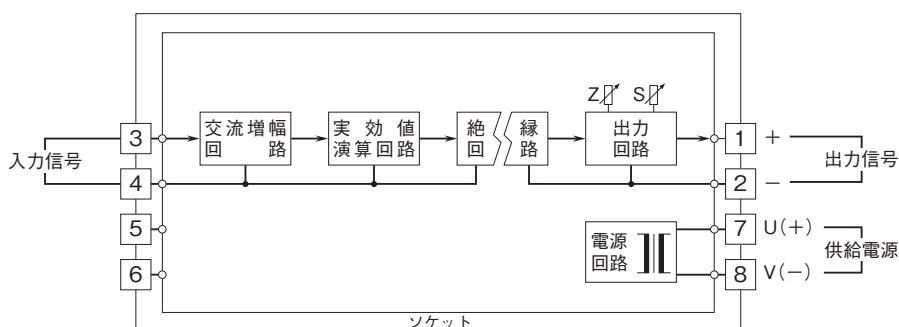 Z S
交流増幅
回 路
実 効 値
演算回路
絶
回
縁
路
出力
回路
3
4
5
6
入力信号
1 +
2 −
出力信号
電源
回路
7 U(+)
8 V(−)
供給電源
ソケット